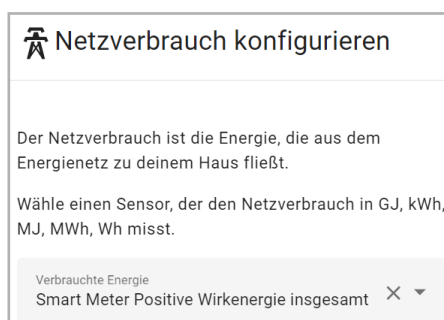 Netzverbrauch konfigurieren
Der Netzverbrauch ist die Energie, die aus dem
Energienetz zu deinem Haus fließt.
Wähle einen Sensor, der den Netzverbrauch in GJ, kWh,
MJ, MWh, Wh misst.
Verbrauchte Energie
Smart Meter Positive Wirkenergie insgesamt